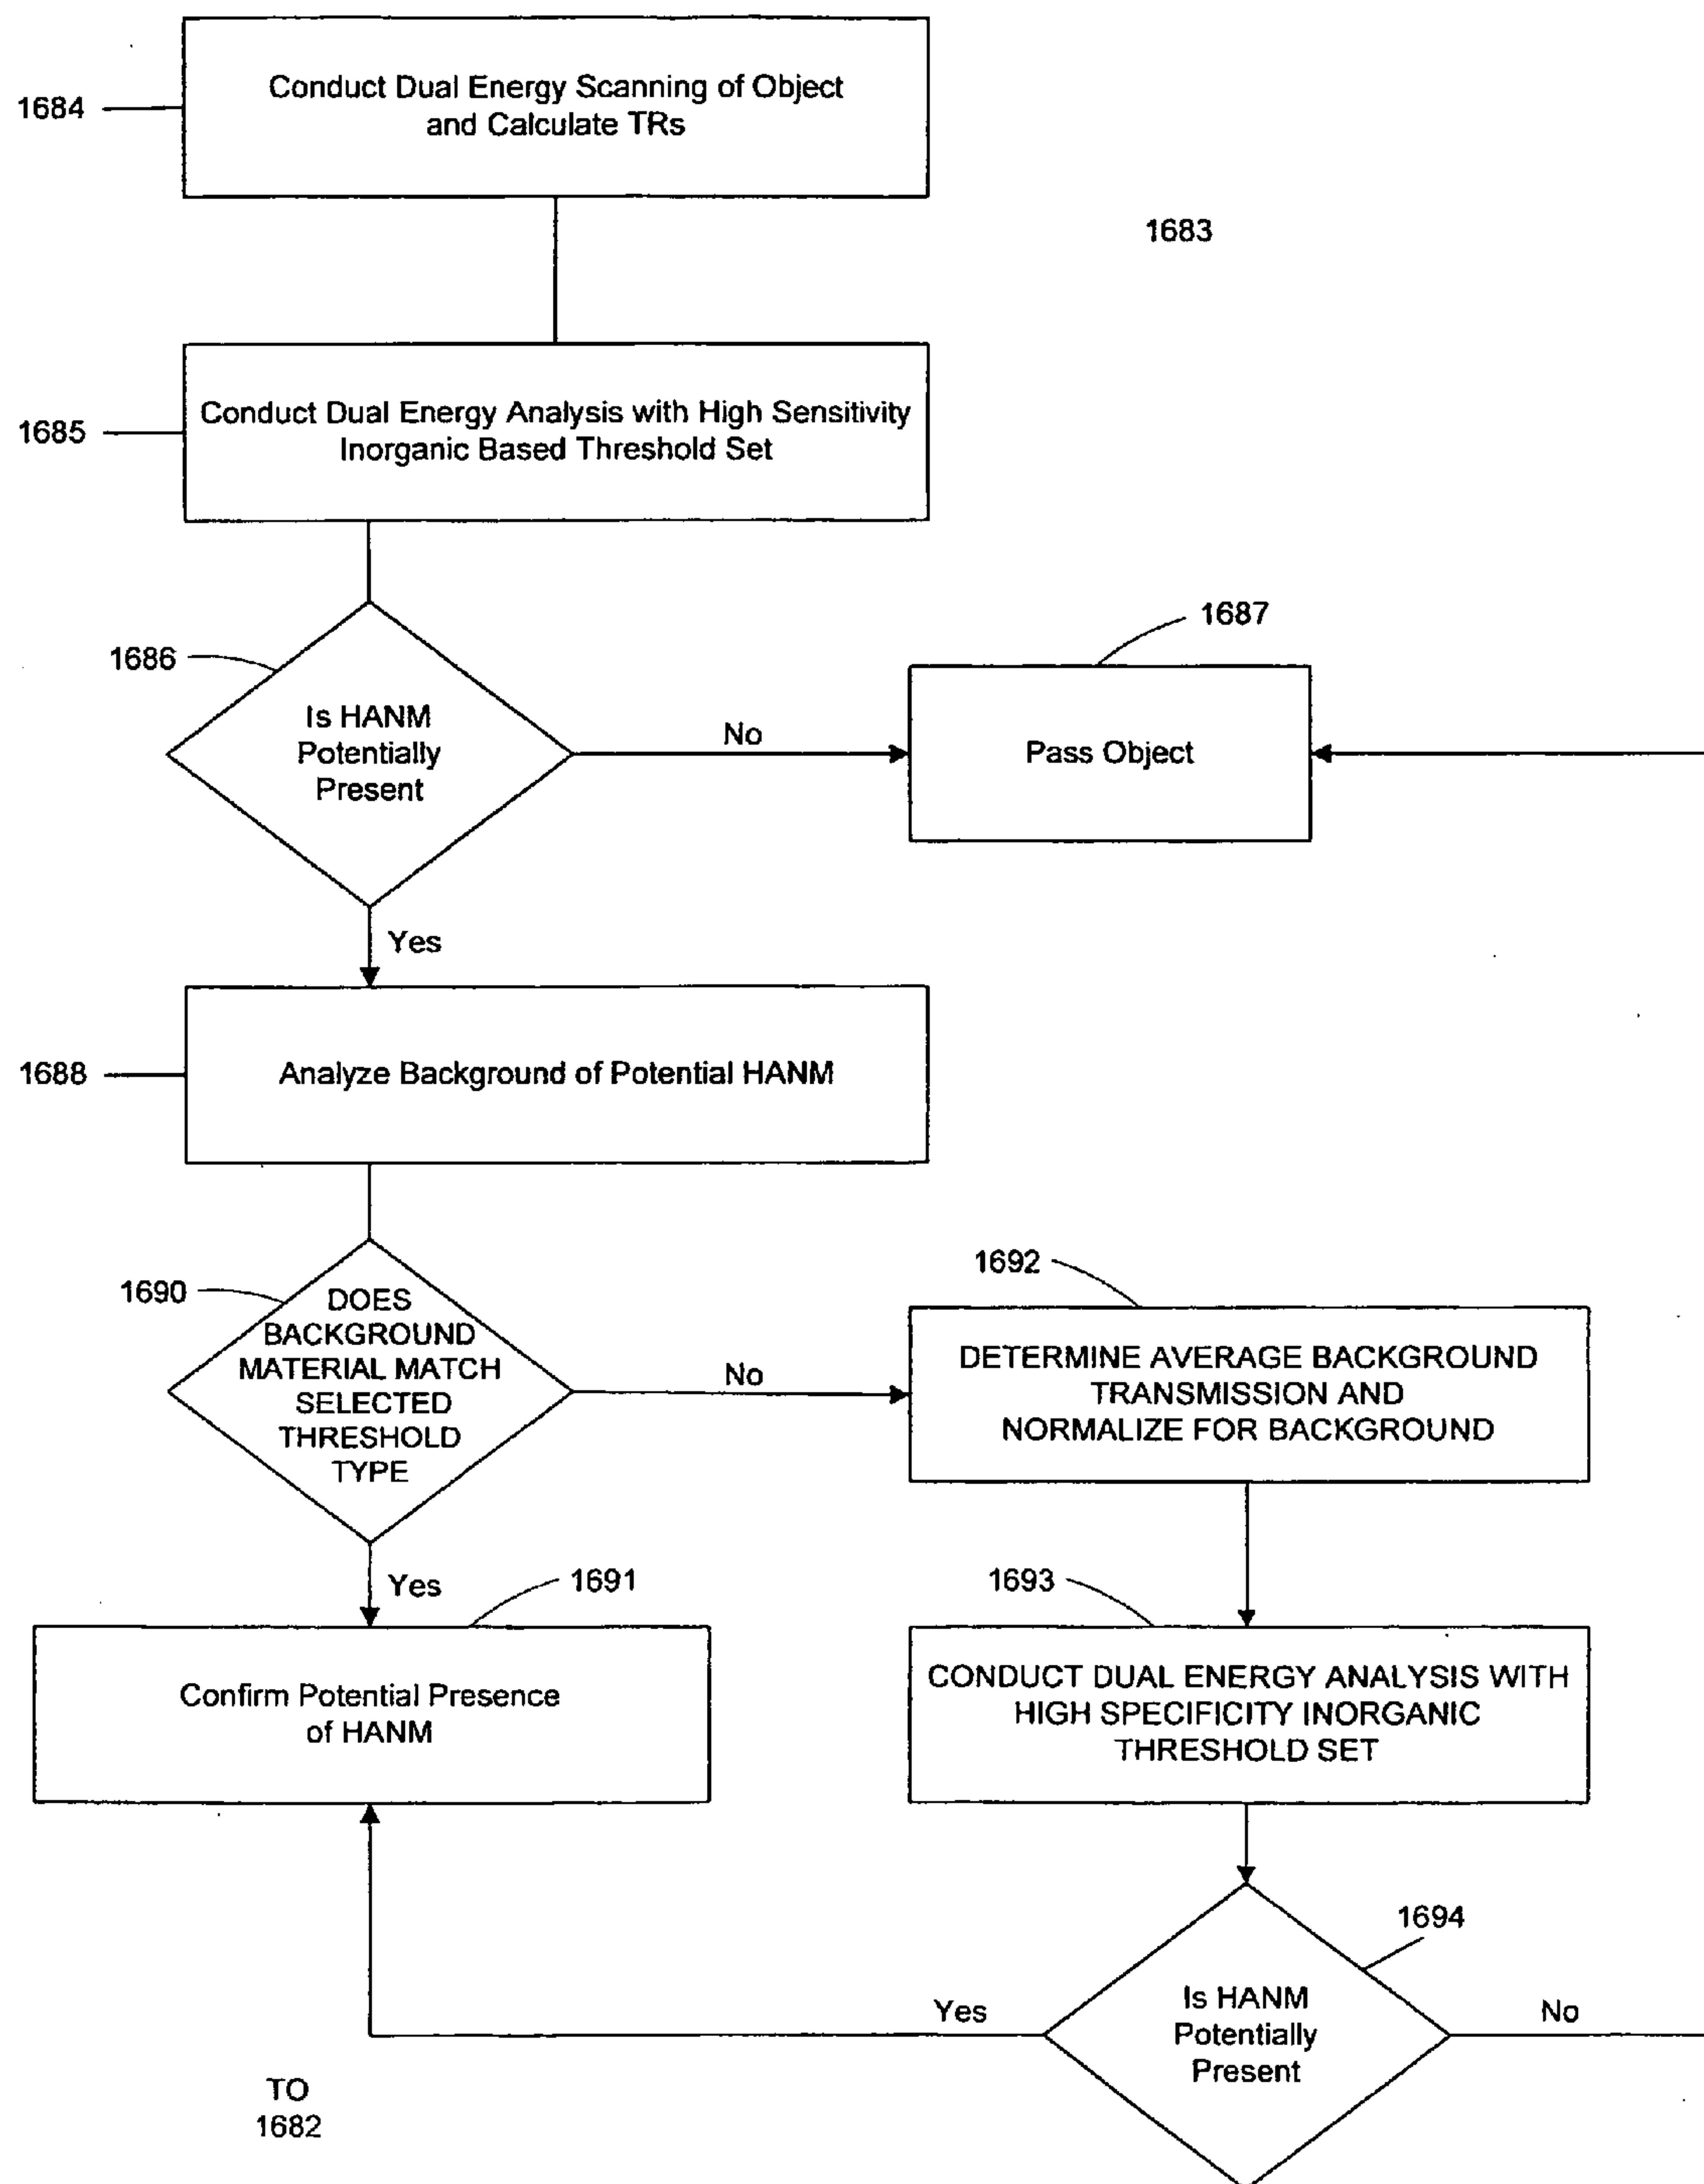 1684
Conduct Dual Energy Scanning of Object
and Calculate TRs
1683
1685
Conduct Dual Energy Analysis with High Sensitivity
Inorganic Based Threshold Set
1686
Is HANM
Potentially
Present
No
1687
Pass Object
Yes
1688
Analyze Background of Potential HANM
1690
DOES
BACKGROUND
MATERIAL MATCH
SELECTED
THRESHOLD
TYPE
No
1692
DETERMINE AVERAGE BACKGROUND
TRANSMISSION AND
NORMALIZE FOR BACKGROUND
Yes
1691
Confirm Potential Presence
of HANM
1693
CONDUCT DUAL ENERGY ANALYSIS WITH
HIGH SPECIFICITY INORGANIC
THRESHOLD SET
1694
Is HANM
Potentially
Present
Yes
No
TO
1682